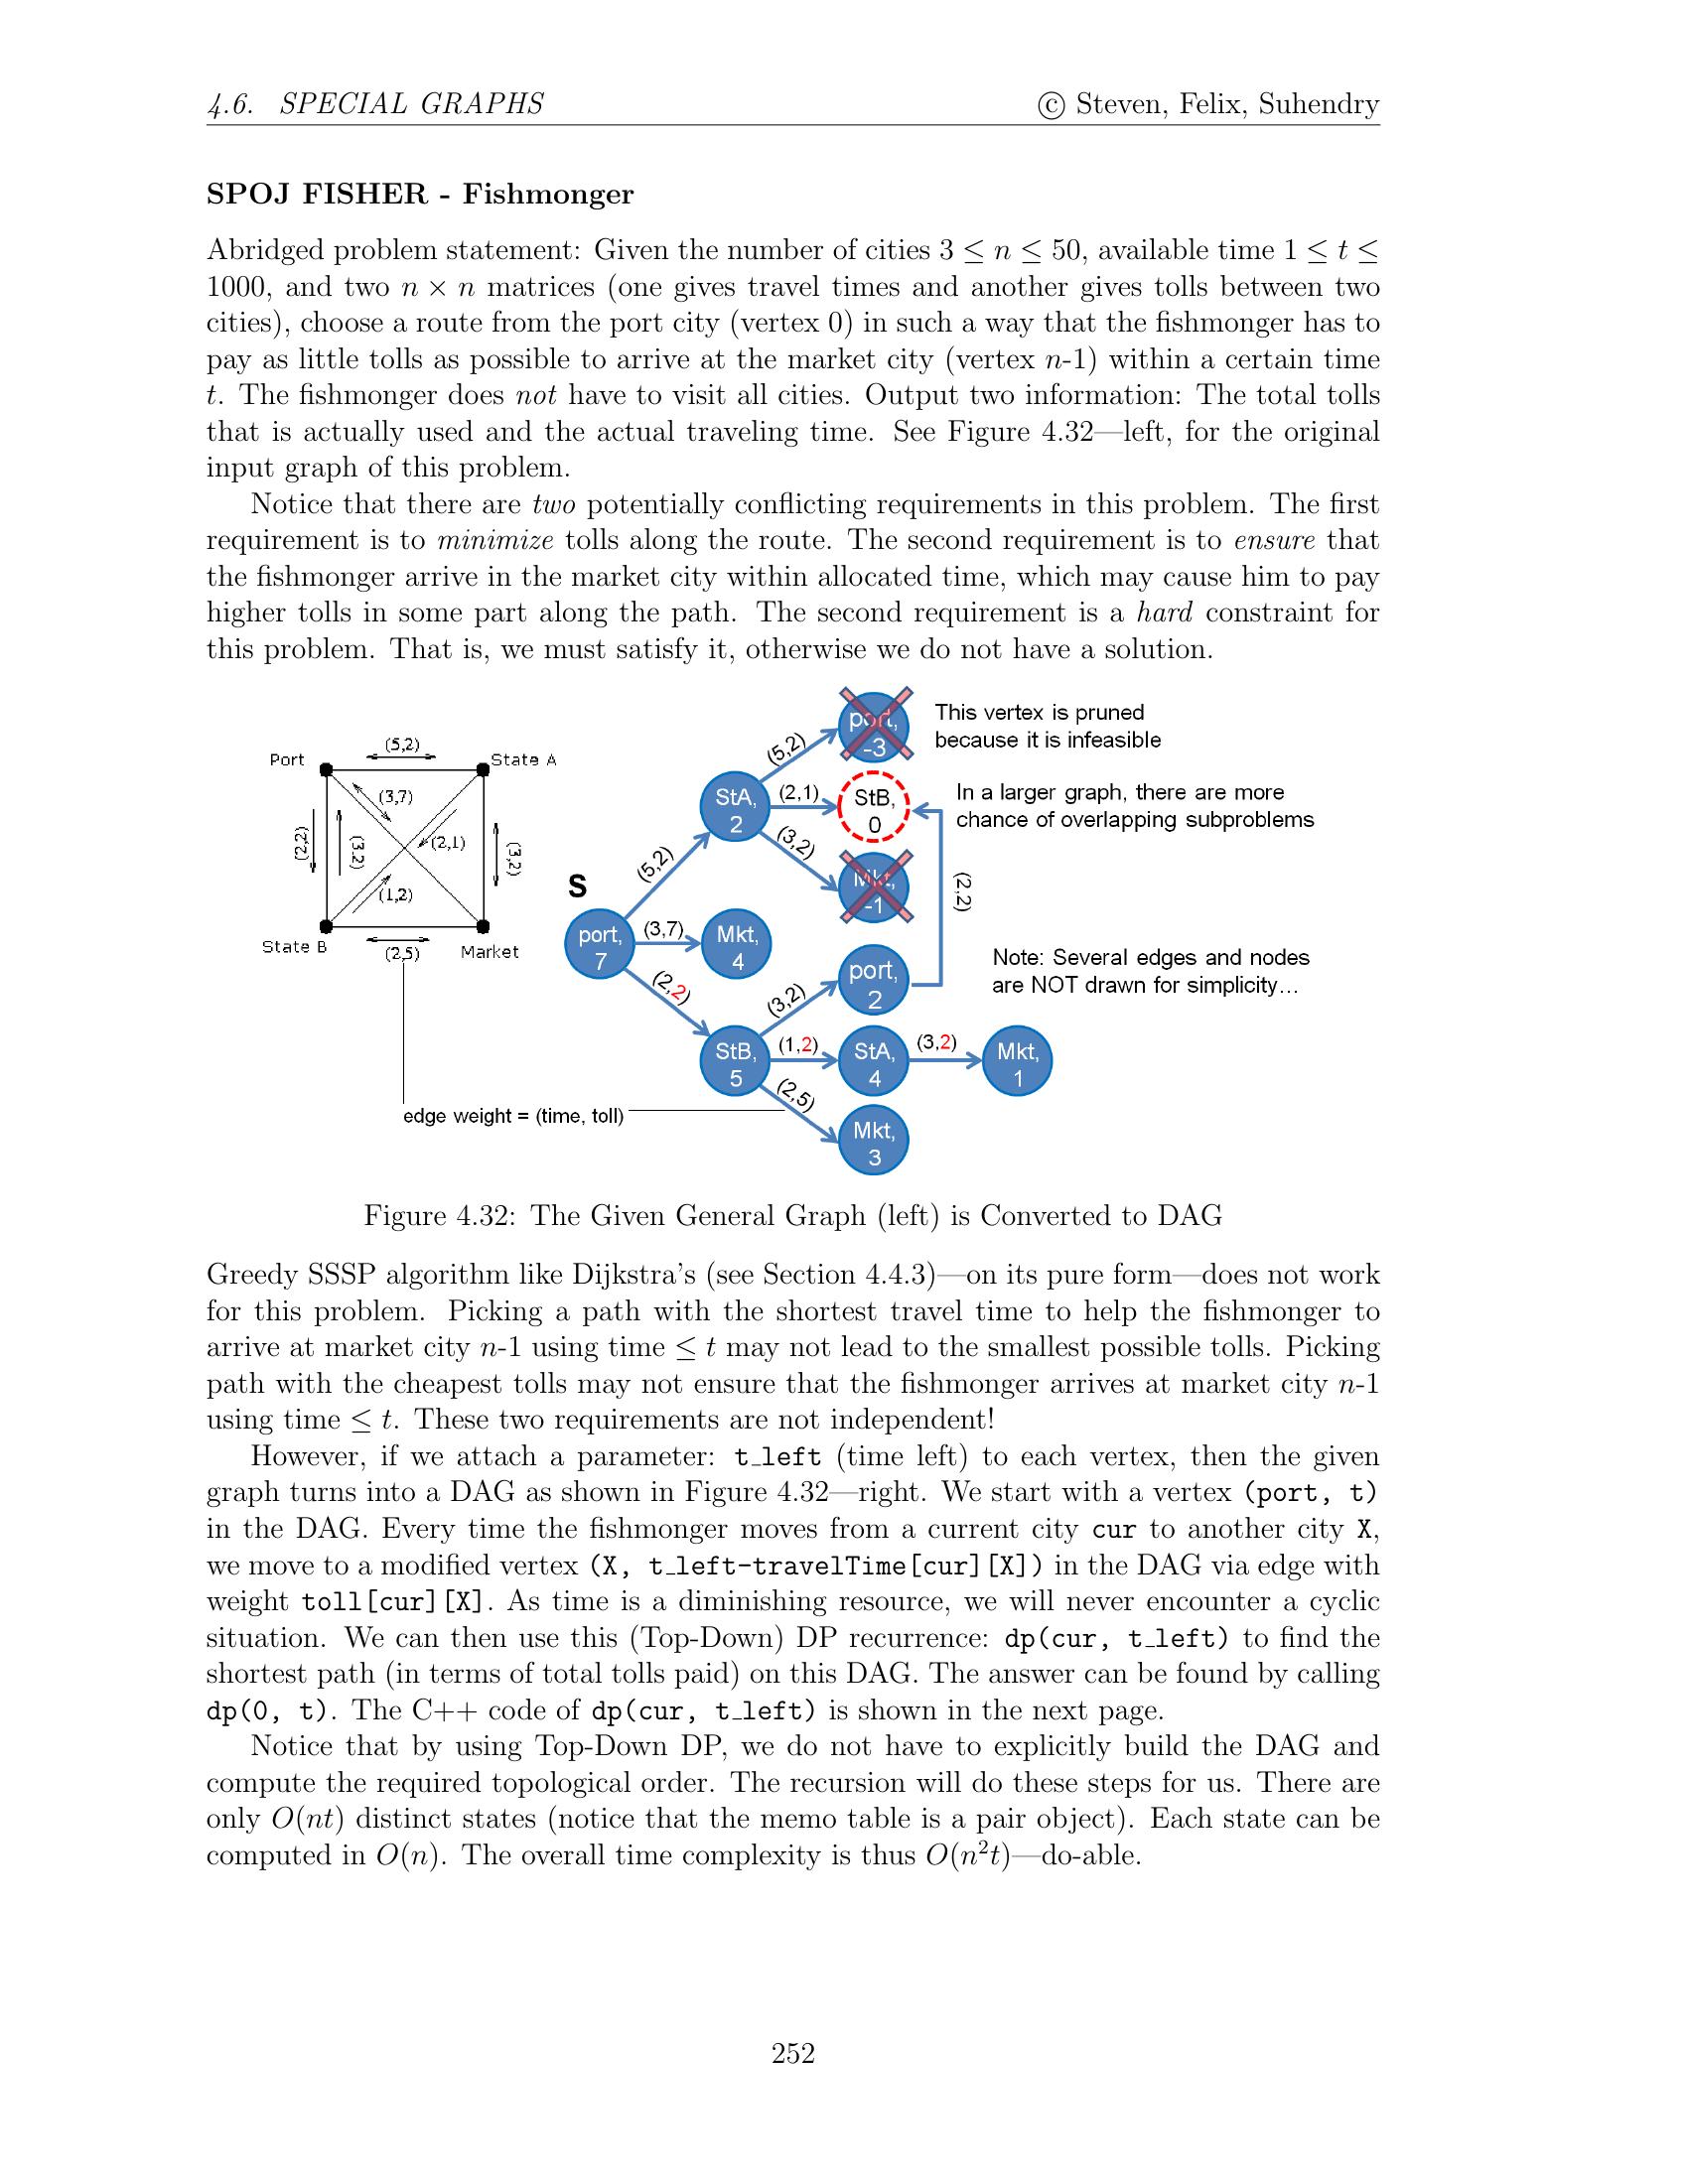 4.6. SPECIAL GRAPHS © Steven, Felix, Suhendry
SPOJ FISHER - Fishmonger
Abridged problem statement: Given the number of cities 3 ≤ n ≤ 50, available time 1 ≤ t ≤
1000, and two n × n matrices (one gives travel times and another gives tolls between two
cities), choose a route from the port city (vertex 0) in such a way that the fishmonger has to
pay as little tolls as possible to arrive at the market city (vertex n-1) within a certain time
t. The fishmonger does not have to visit all cities. Output two information: The total tolls
that is actually used and the actual traveling time. See Figure 4.32—left, for the original
input graph of this problem.
Notice that there are two potentially conflicting requirements in this problem. The first
requirement is to minimize tolls along the route. The second requirement is to ensure that
the fishmonger arrive in the market city within allocated time, which may cause him to pay
higher tolls in some part along the path. The second requirement is a hard constraint for
this problem. That is, we must satisfy it, otherwise we do not have a solution.
Port
(5,2)
State A
(3,7)
(2,2)
(3,2)
(2,1)
(3,2)
(1,2)
State B
(2,5)
Market
S
port,
7
(5,2)
(3,7)
(2,2)
StA,
2
Mkt,
4
StB,
5
(5,2)
(2,1)
(3,2)
port,
-3
StB,
0
Mkt,
-1
(3,2)
(1,2)
(2,5)
port,
2
StA,
4
Mkt,
3
(3,2)
Mkt,
1
(2,2)
This vertex is pruned
because it is infeasible
In a larger graph, there are more
chance of overlapping subproblems
Note: Several edges and nodes
are NOT drawn for simplicity…
edge weight = (time, toll)
Figure 4.32: The Given General Graph (left) is Converted to DAG
Greedy SSSP algorithm like Dijkstra's (see Section 4.4.3)—on its pure form—does not work
for this problem. Picking a path with the shortest travel time to help the fishmonger to
arrive at market city n-1 using time ≤ t may not lead to the smallest possible tolls. Picking
path with the cheapest tolls may not ensure that the fishmonger arrives at market city n-1
using time ≤ t. These two requirements are not independent!
However, if we attach a parameter: t_left (time left) to each vertex, then the given
graph turns into a DAG as shown in Figure 4.32—right. We start with a vertex (port, t)
in the DAG. Every time the fishmonger moves from a current city cur to another city X,
we move to a modified vertex (X, t_left-travelTime[cur][X]) in the DAG via edge with
weight toll[cur][X]. As time is a diminishing resource, we will never encounter a cyclic
situation. We can then use this (Top-Down) DP recurrence: dp(cur, t_left) to find the
shortest path (in terms of total tolls paid) on this DAG. The answer can be found by calling
dp(0, t). The C++ code of dp(cur, t_left) is shown in the next page.
Notice that by using Top-Down DP, we do not have to explicitly build the DAG and
compute the required topological order. The recursion will do these steps for us. There are
only O(nt) distinct states (notice that the memo table is a pair object). Each state can be
computed in O(n). The overall time complexity is thus O(n²t)—do-able.
252